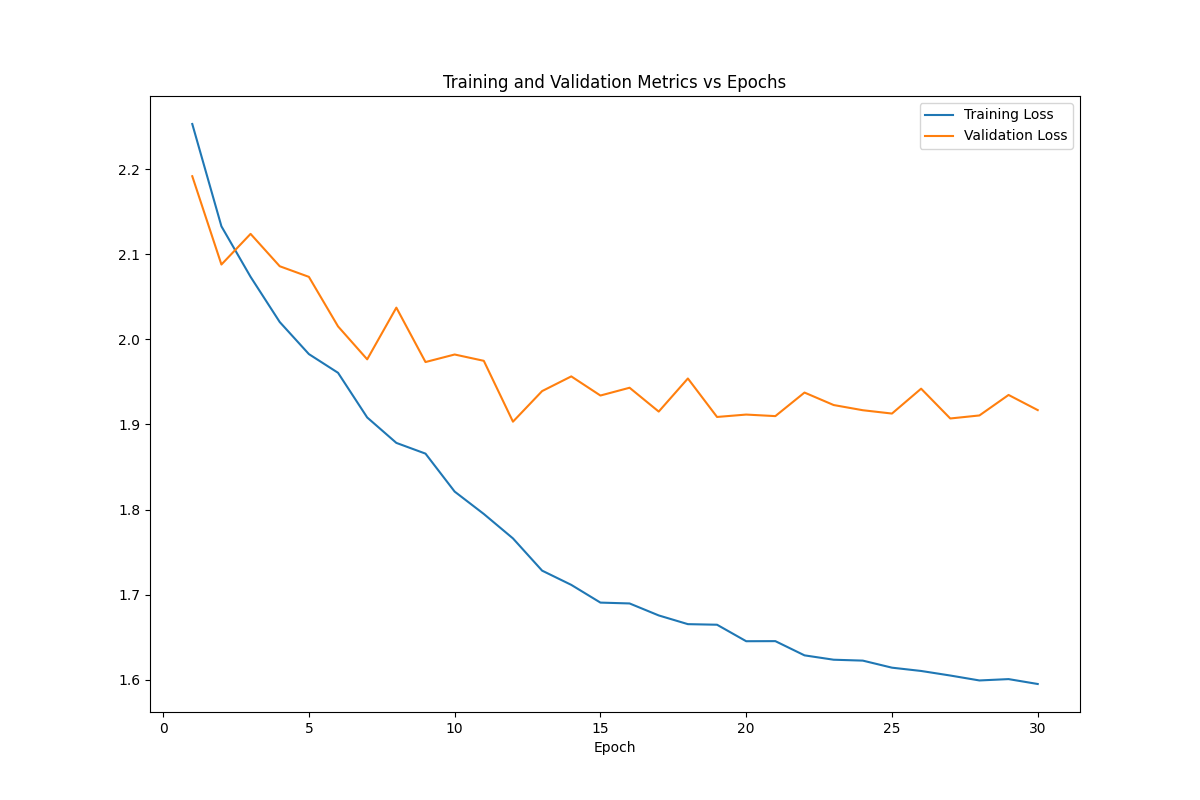 Training and Validation Metrics vs Epochs
Training Loss
Validation Loss
2.2
2.1
2.0
1.9
1.8
1.7
1.6
0 5 10 15 20 25 30
Epoch